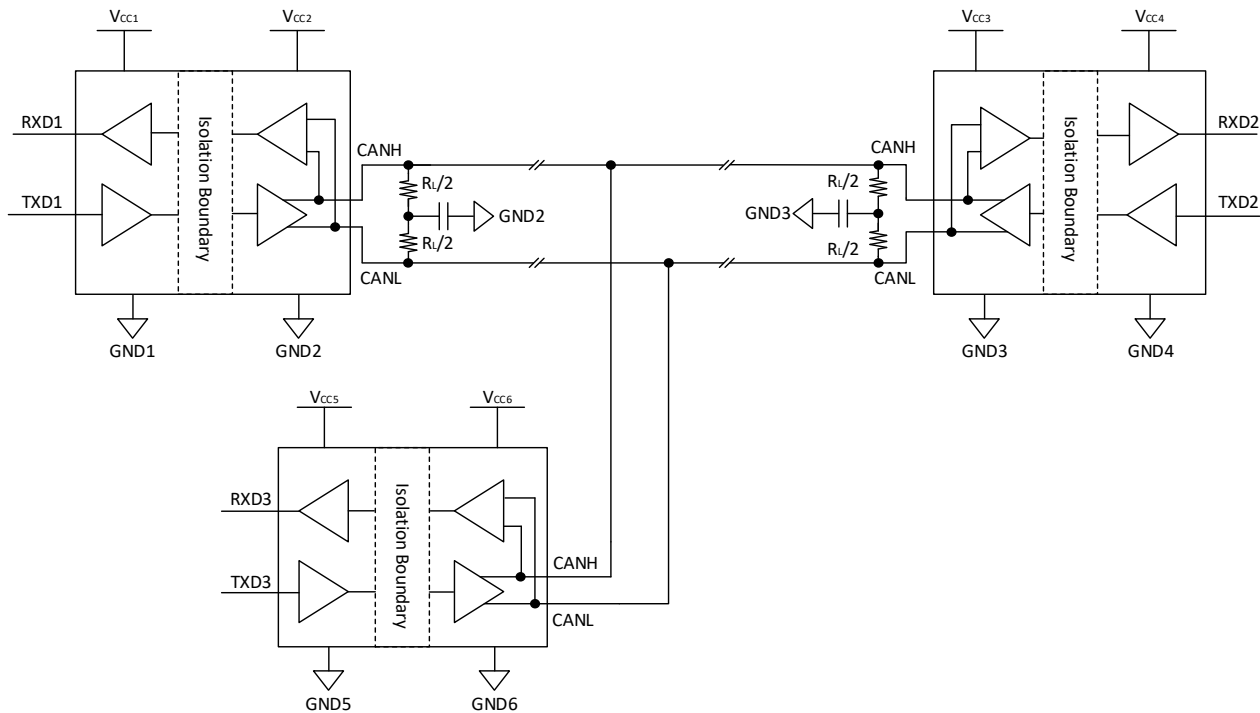 VCC1
VCC2
VCC3
VCC4
RXD1
Isolation Boundary
Isolation Boundary
RXD2
CANH
CANH
RL/2
RL/2
TXD1
GND2
GND3
TXD2
RL/2
RL/2
CANL
CANL
GND1
GND2
GND3
GND4
VCC5
VCC6
RXD3
Isolation Boundary
CANH
TXD3
CANL
GND5
GND6